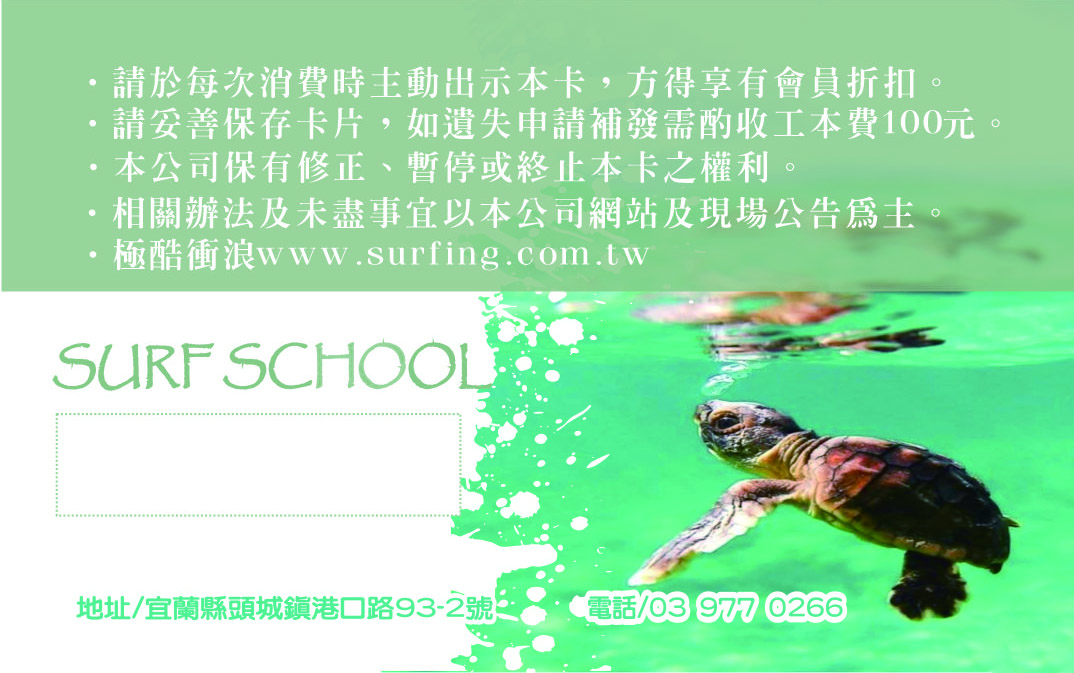 ・請於每次消費時主動出示本卡，方得享有會員折扣。
・請妥善保存卡片，如遺失申請補發需酌收工本費100元。
・本公司保有修正、暫停或終止本卡之權利。
・相關辦法及未盡事宜以本公司網站及現場公告爲主。
・極酷衝浪www.surfing.com.tw
SURF SCHOOL
地址/宜蘭縣頭城鎭港口路93-2號 電話/03 977 0266